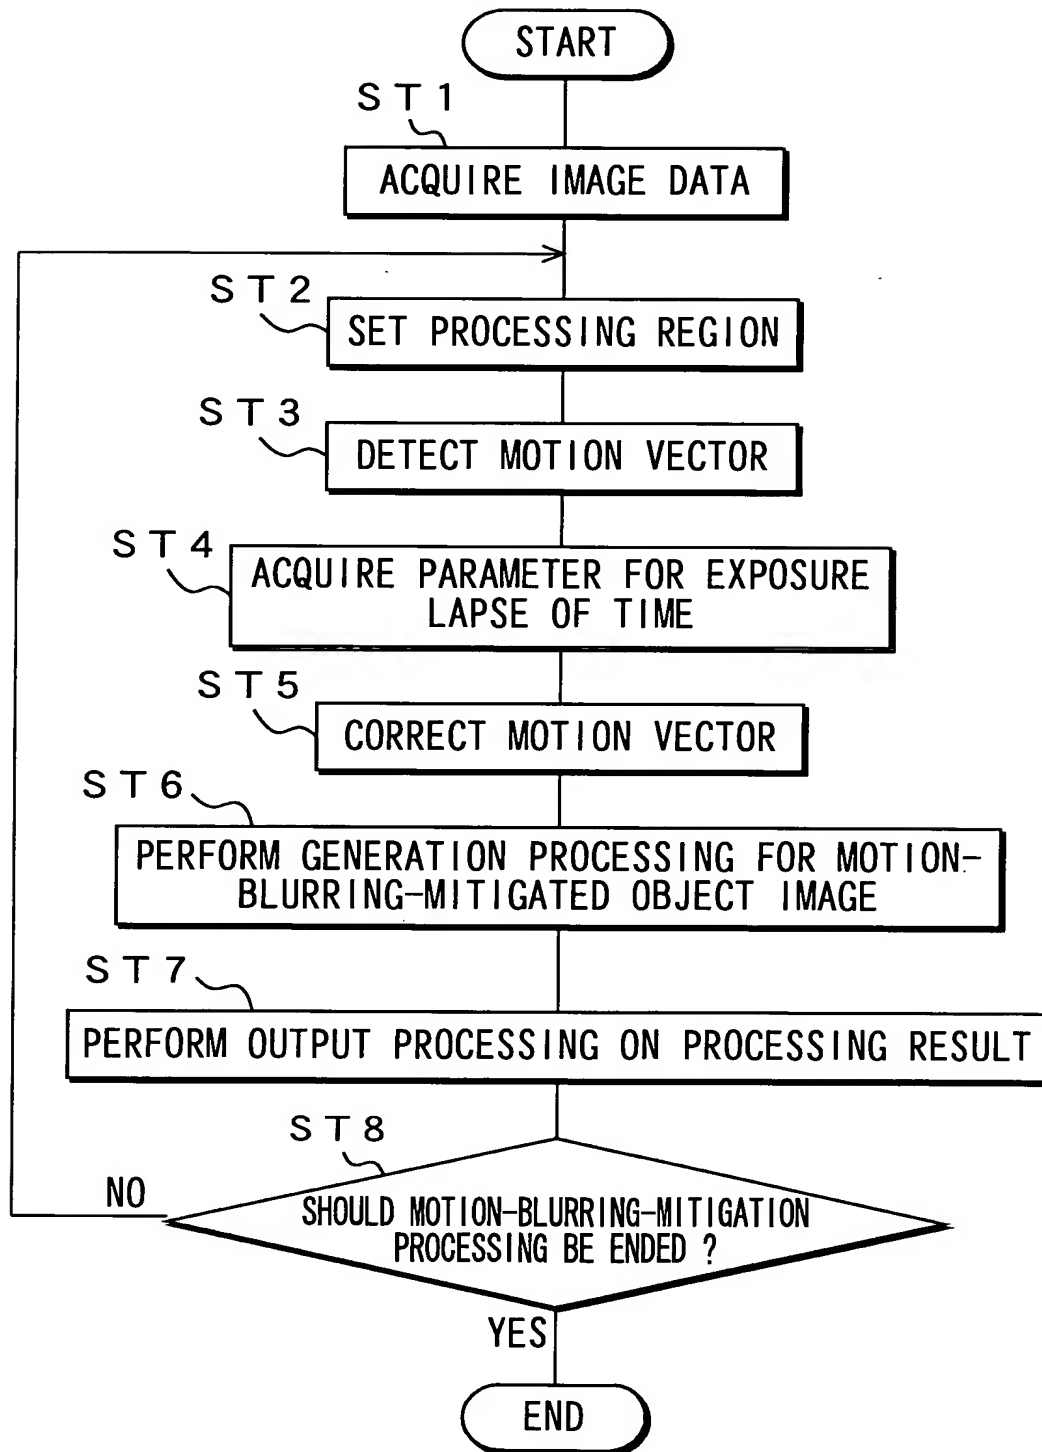 START
ST1
ACQUIRE IMAGE DATA
ST2
SET PROCESSING REGION
ST3
DETECT MOTION VECTOR
ST4
ACQUIRE PARAMETER FOR EXPOSURE
LAPSE OF TIME
ST5
CORRECT MOTION VECTOR
ST6
PERFORM GENERATION PROCESSING FOR MOTION-
BLURRING-MITIGATED OBJECT IMAGE
ST7
PERFORM OUTPUT PROCESSING ON PROCESSING RESULT
ST8
NO
SHOULD MOTION-BLURRING-MITIGATION
PROCESSING BE ENDED ?
YES
END